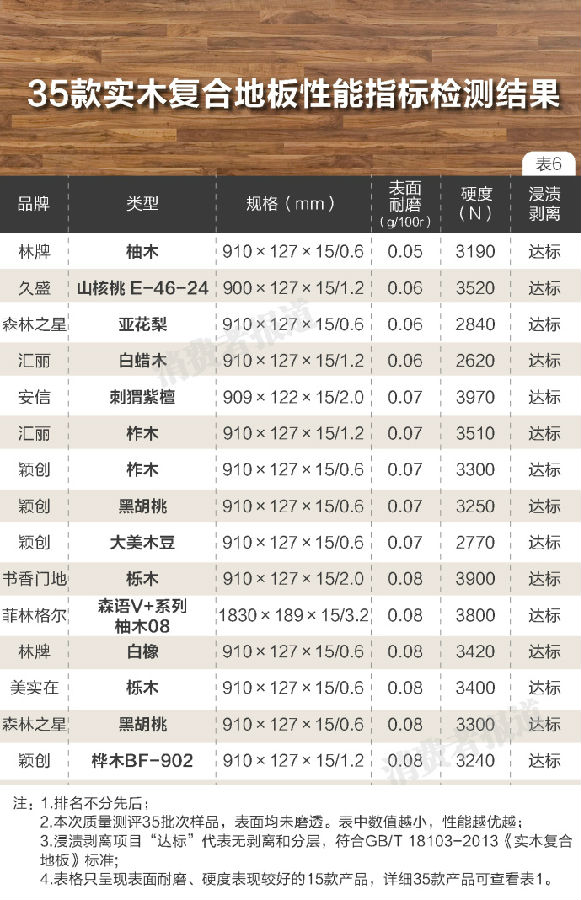 35款实木复合地板性能指标检测结果
表6
品牌 类型 规格（mm） 表面耐磨（g/100r） 硬度（N） 浸渍剥离
林牌 柚木 910×127×15/0.6 0.05 3190 达标
久盛 山核桃 E-46-24 900×127×15/1.2 0.06 3520 达标
森林之星 亚花梨 910×127×15/0.6 0.06 2840 达标
汇丽 白蜡木 910×127×15/1.2 0.06 2620 达标
安信 刺猬紫檀 909×122×15/2.0 0.07 3970 达标
汇丽 柞木 910×127×15/1.2 0.07 3510 达标
颖创 柞木 910×127×15/0.6 0.07 3300 达标
颖创 黑胡桃 910×127×15/0.6 0.07 3250 达标
颖创 大美木豆 910×127×15/0.6 0.07 2770 达标
书香门地 栎木 910×127×15/2.0 0.08 3900 达标
菲林格尔 森语V+系列柚木08 1830×189×15/3.2 0.08 3800 达标
林牌 白橡 910×127×15/0.6 0.08 3420 达标
美实在 栎木 910×127×15/0.6 0.08 3400 达标
森林之星 黑胡桃 910×127×15/0.6 0.08 3300 达标
颖创 桦木BF-902 910×127×15/1.2 0.08 3240 达标
消费者报道
消费者报道
注：1.排名不分先后；
2.本次质量测评35批次样品，表面均未磨透。表中数值越小，性能越优越；
3.浸渍剥离项目“达标”代表无剥离和分层，符合GB/T 18103-2013《实木复合
地板》标准；
4.表格只呈现表面耐磨、硬度表现较好的15款产品，详细35款产品可查看表1。